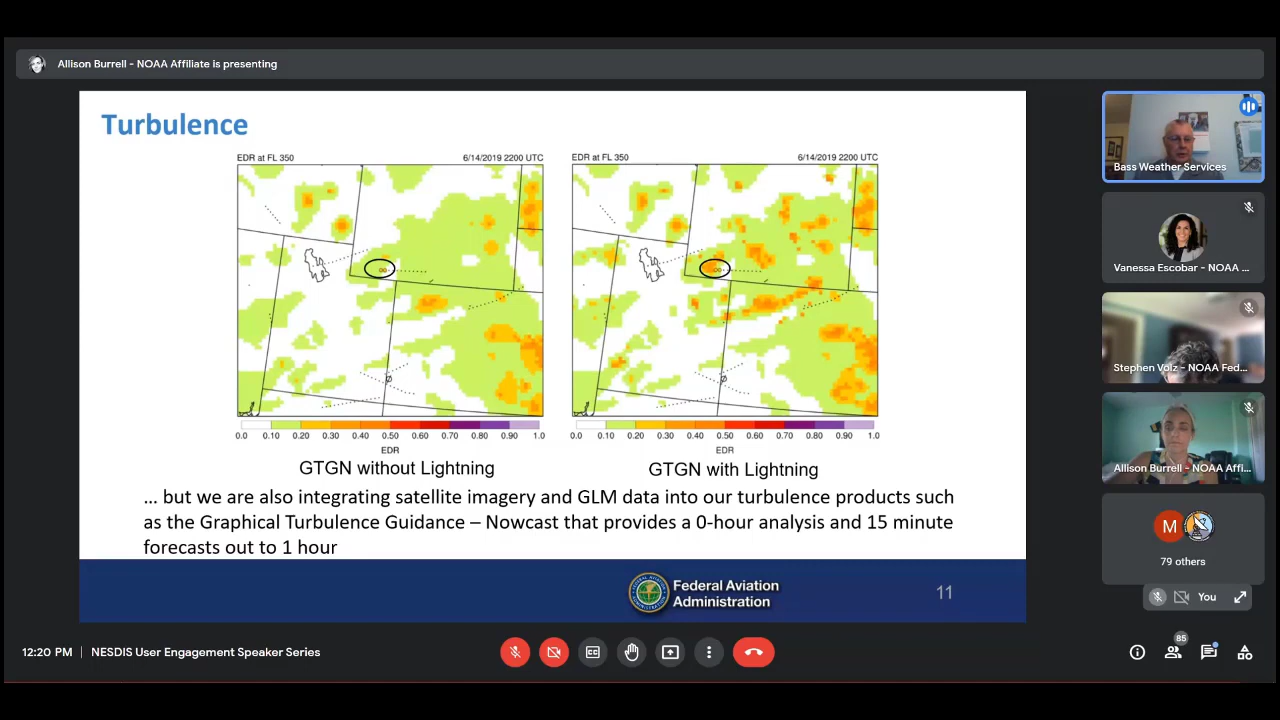 Allison Burrell - NOAA Affiliate is presenting
Turbulence
EDR at FL 350 6/14/2019 2200 UTC
0.0 0.10 0.20 0.30 0.40 0.50 0.60 0.70 0.80 0.90 1.0
EDR
GTGN without Lightning
EDR at FL 350 6/14/2019 2200 UTC
0.0 0.10 0.20 0.30 0.40 0.50 0.60 0.70 0.80 0.90 1.0
EDR
GTGN with Lightning
... but we are also integrating satellite imagery and GLM data into our turbulence products such
as the Graphical Turbulence Guidance – Nowcast that provides a 0-hour analysis and 15 minute
forecasts out to 1 hour
Federal Aviation
Administration
11
Bass Weather Services
Vanessa Escobar - NOAA ...
Stephen Volz - NOAA Fed...
Allison Burrell - NOAA Affi...
M
79 others
You
12:20 PM | NESDIS User Engagement Speaker Series
85